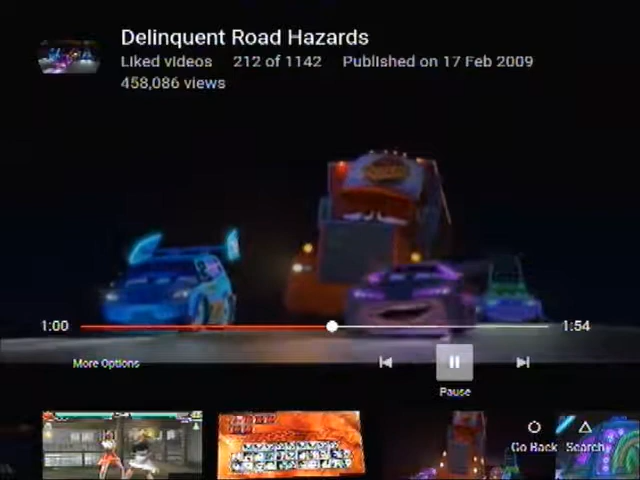 Delinquent Road Hazards
Liked videos 212 of 1142 Published on 17 Feb 2009
458,086 views
1:00 1:54
More Options
Pause
Go Back Search